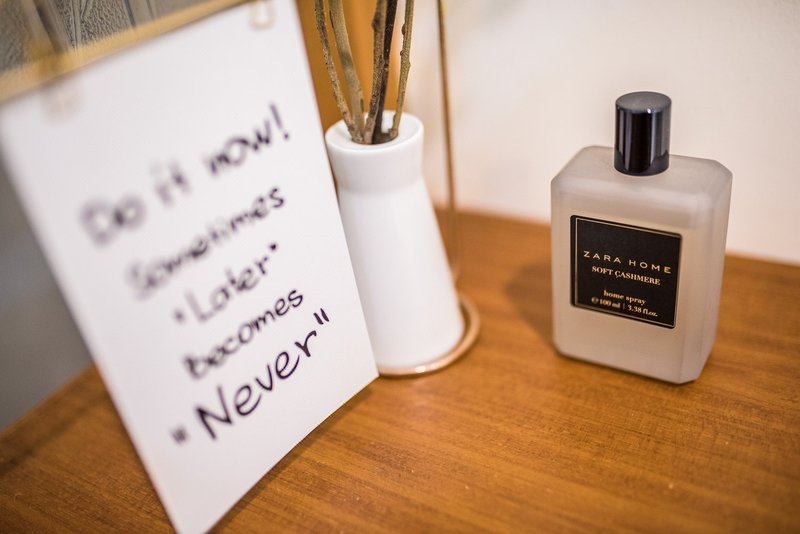 Do it now!
Sometimes
"Later"
becomes
"Never"
ZARA HOME
SOFT CASHMERE
home spray
℮ 100 ml | 3.38 fl.oz.